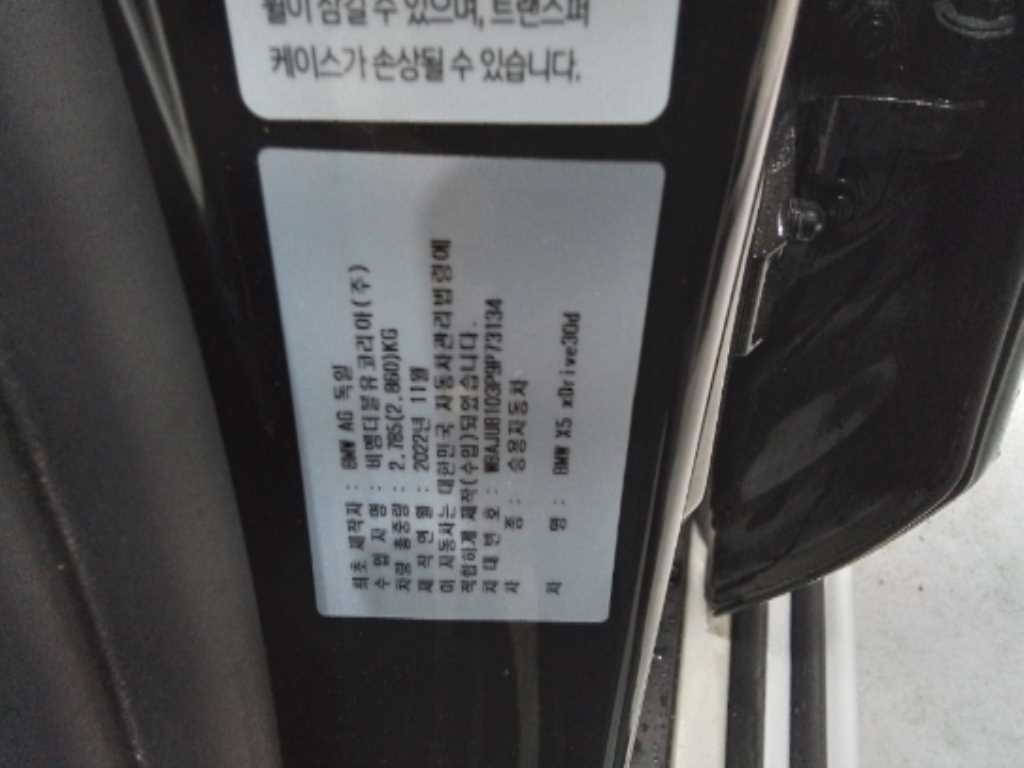 휠이 잠길 수 있으며, 트랜스퍼
케이스가 손상될 수 있습니다.
최초 제작자 : BMW AG 독일
수 입 자 명 : 비엠더블유코리아(주)
차량 총중량 : 2,785(2,860)KG
제 작 연 월 : 2022년 11월
이 자동차는 대한민국 자동차관리법령에
적합하게 제작(수입)되었습니다.
차 대 번 호 : WBAJU8103P9P73134
차 종 : 승용자동차
차 명 : BMW X5 xDrive30d